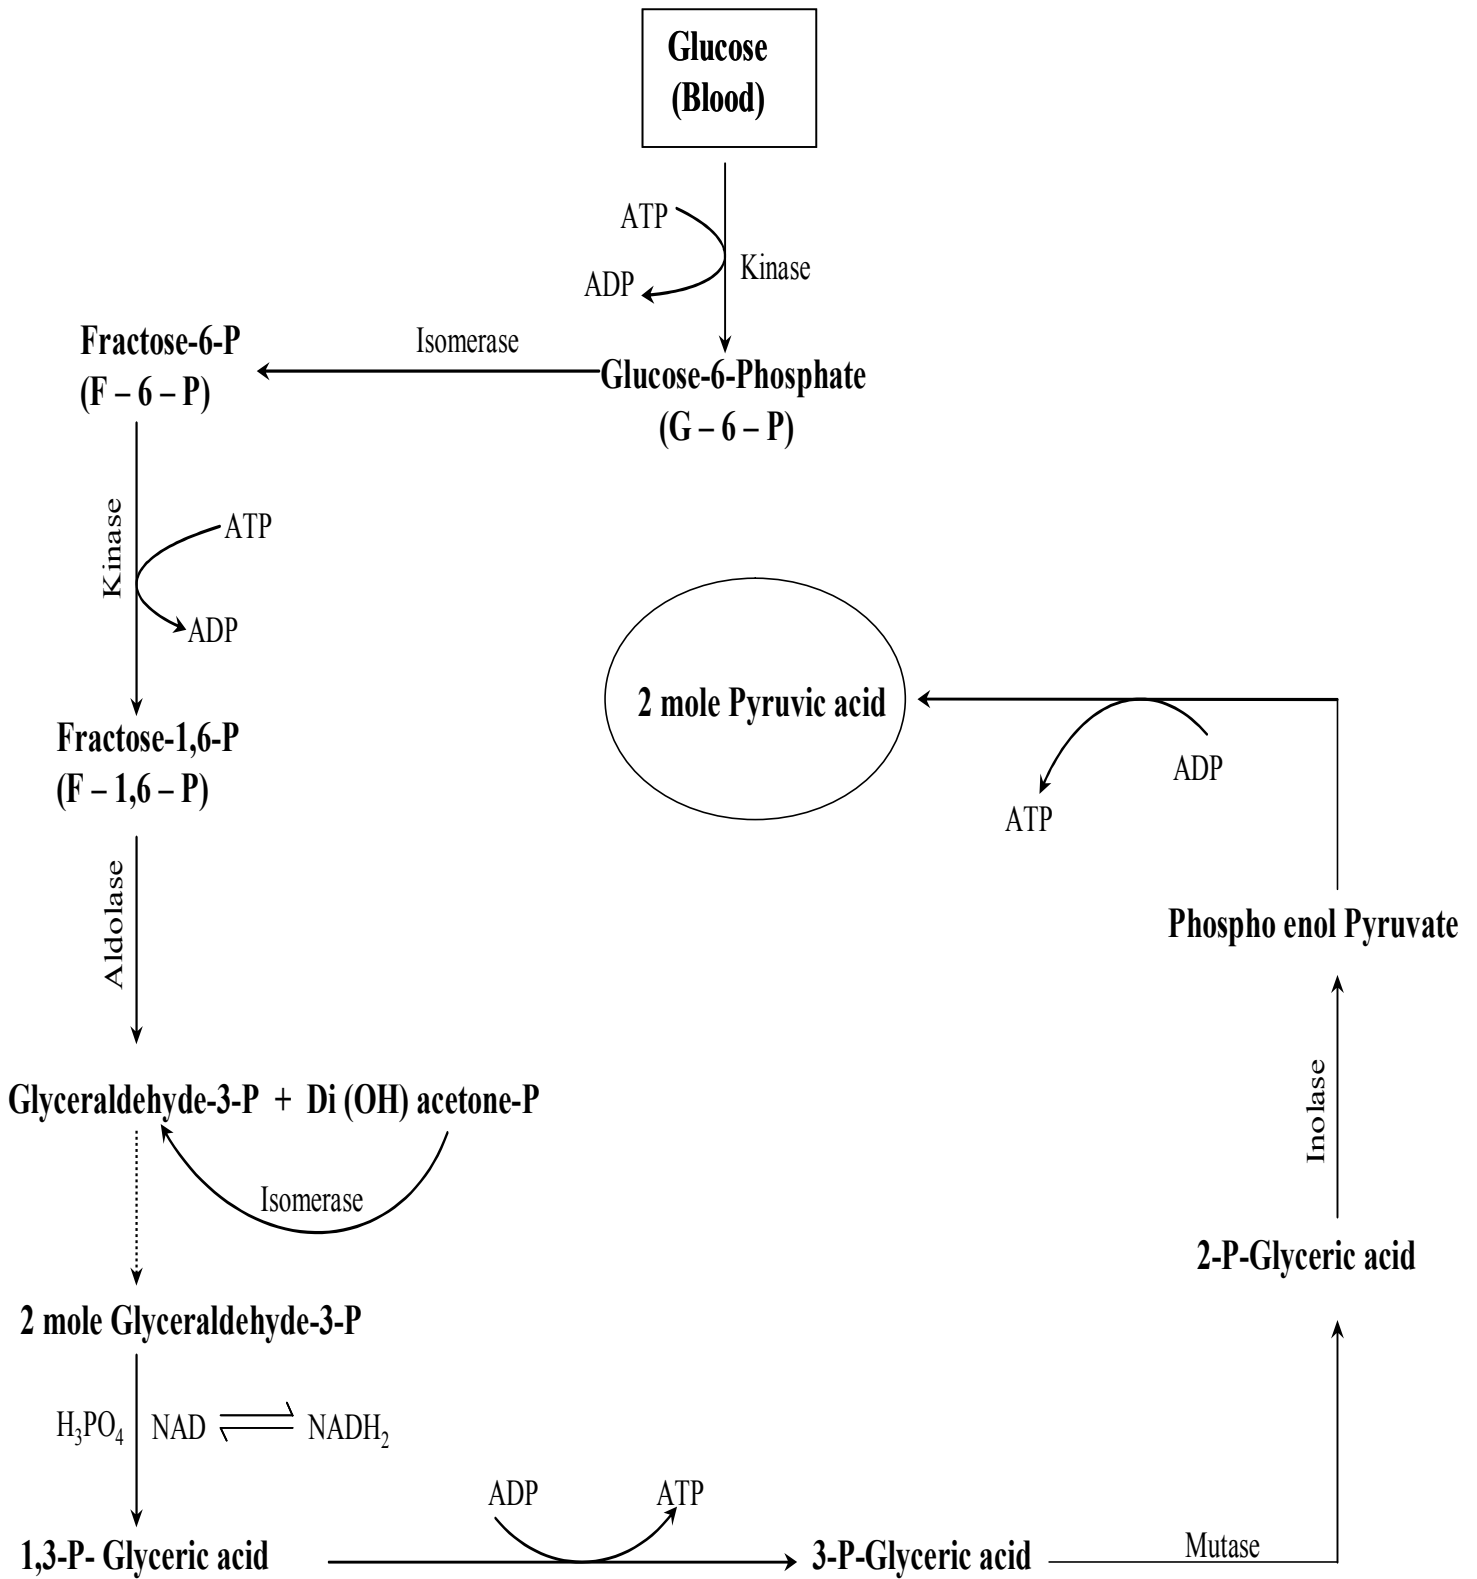 Glucose
(Blood)
ATP
ADP
Kinase
Fractose-6-P
(F – 6 – P)
Isomerase
Glucose-6-Phosphate
(G – 6 – P)
Kinase
ATP
ADP
Fractose-1,6-P
(F – 1,6 – P)
Aldolase
Glyceraldehyde-3-P + Di (OH) acetone-P
Isomerase
2 mole Glyceraldehyde-3-P
H₃PO₄ NAD ⇌ NADH₂
1,3-P- Glyceric acid
ADP
ATP
3-P-Glyceric acid
Mutase
2-P-Glyceric acid
Inolase
Phospho enol Pyruvate
ADP
ATP
2 mole Pyruvic acid